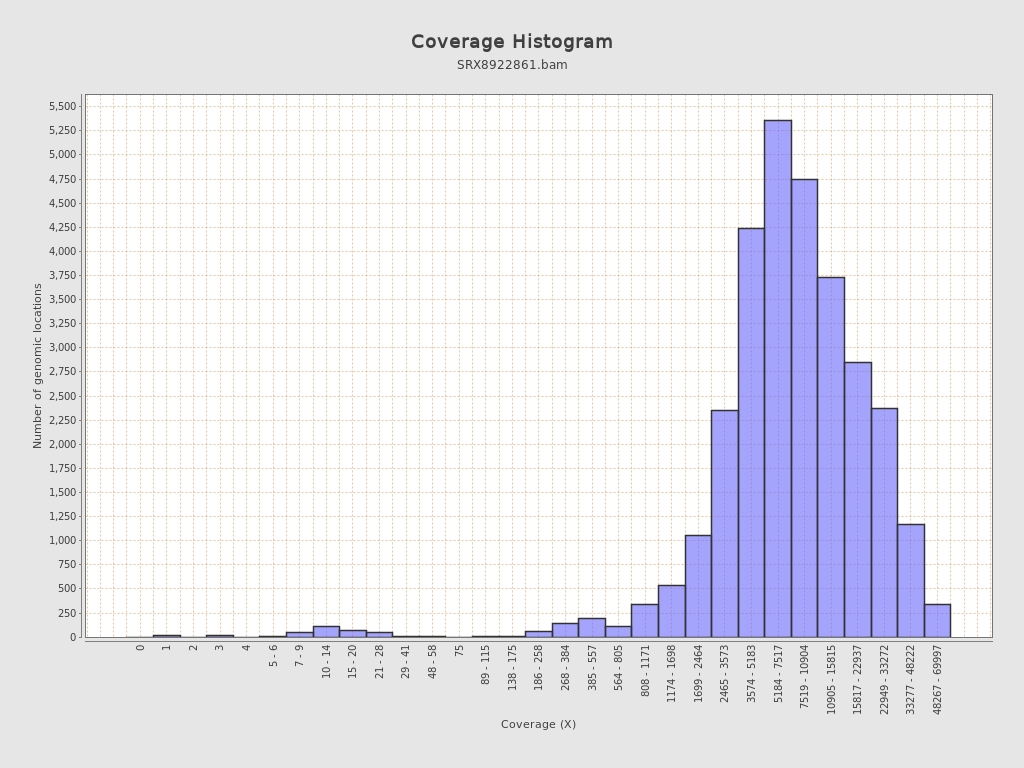 Coverage Histogram
SRX8922861.bam
Number of genomic locations
5,500
5,250
5,000
4,750
4,500
4,250
4,000
3,750
3,500
3,250
3,000
2,750
2,500
2,250
2,000
1,750
1,500
1,250
1,000
750
500
250
0
0
1
2
3
4
5 - 6
7 - 9
10 - 14
15 - 20
21 - 28
29 - 41
48 - 58
75
89 - 115
138 - 175
186 - 258
268 - 384
385 - 557
564 - 805
808 - 1171
1174 - 1698
1699 - 2464
2465 - 3573
3574 - 5183
5184 - 7517
7519 - 10904
10905 - 15815
15817 - 22937
22949 - 33272
33277 - 48222
48267 - 69997
Coverage (X)